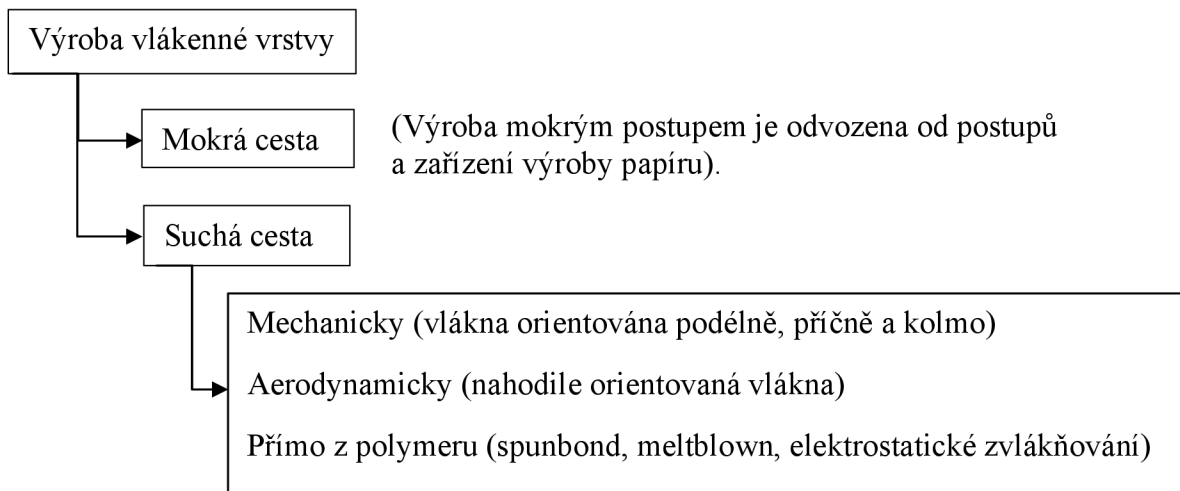 Výroba vlákenné vrstvy
Mokrá cesta
(Výroba mokrým postupem je odvozena od postupů
a zařízení výroby papíru).
Suchá cesta
Mechanicky (vlákna orientována podélně, příčně a kolmo)
Aerodynamicky (nahodile orientovaná vlákna)
Přímo z polymeru (spunbond, meltblown, elektrostatické zvlákňování)